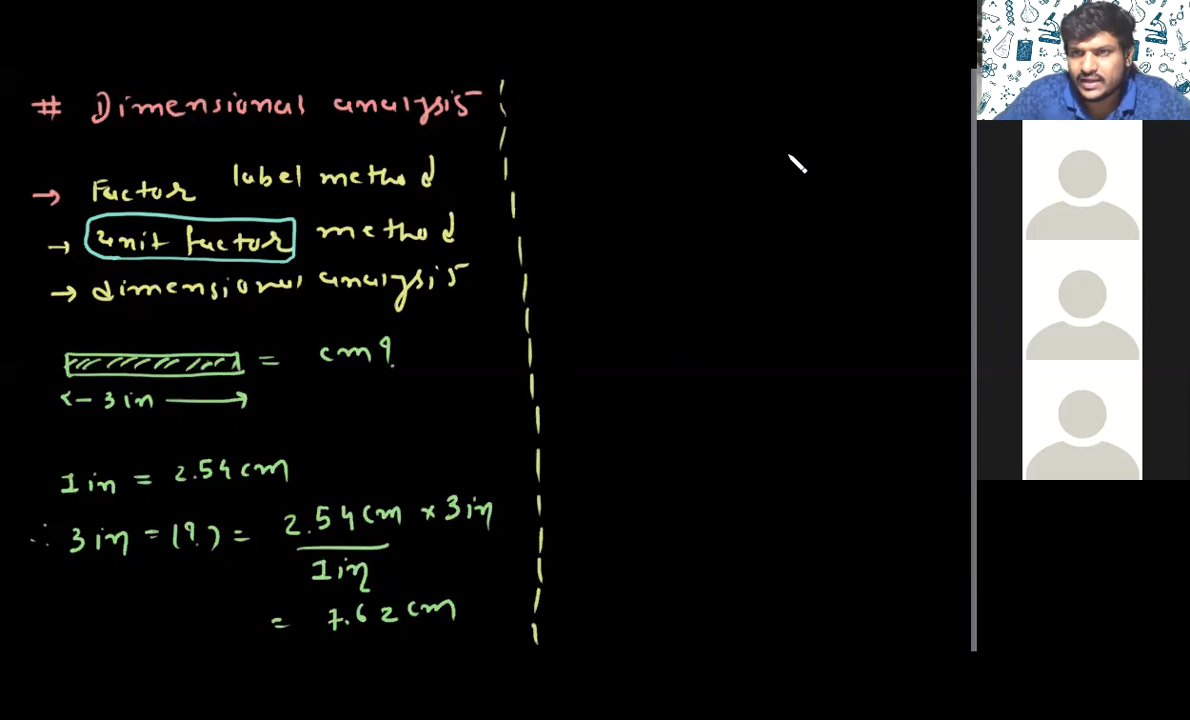 # Dimensional analysis
→ Factor label method
→ unit factor method
→ dimensional analysis
= cm?
← 3 in →
1 in = 2.54 cm
∴ 3 in = (?) = 2.54 cm × 3 in
1 in
= 7.62 cm